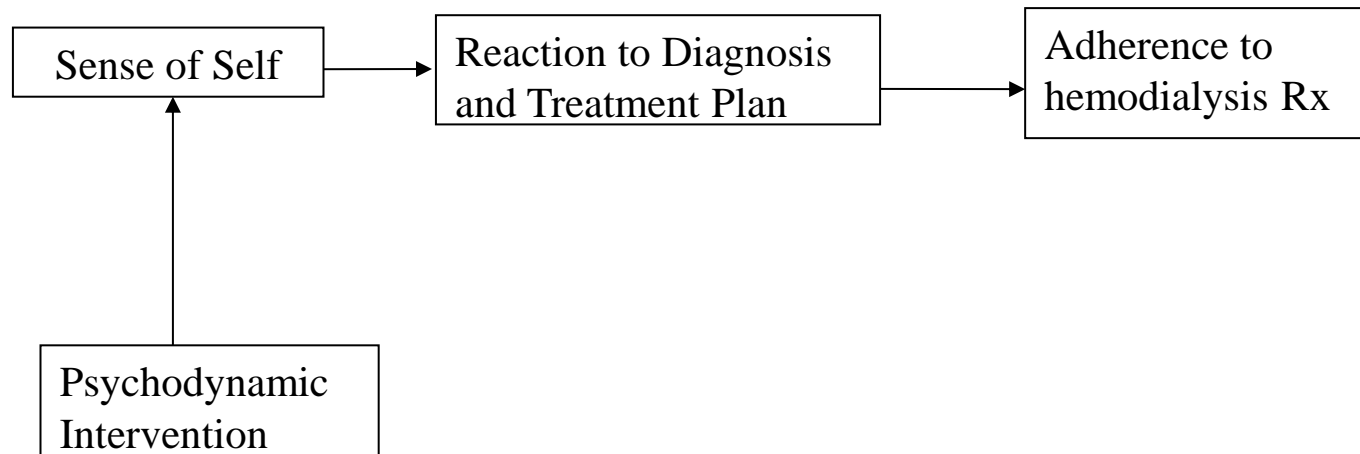 Sense of Self
Reaction to Diagnosis
and Treatment Plan
Adherence to
hemodialysis Rx
Psychodynamic
Intervention